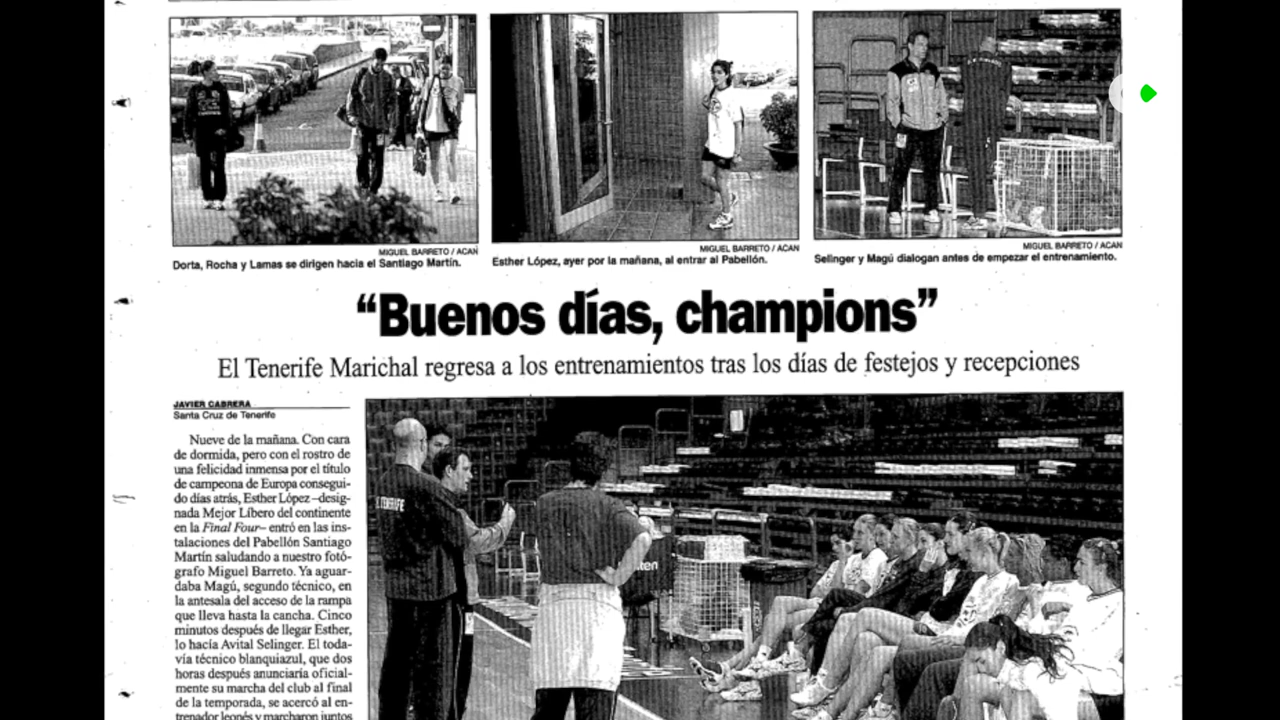 MIGUEL BARRETO / ACAN
Dorta, Rocha y Lamas se dirigen hacia el Santiago Martín.
MIGUEL BARRETO / ACAN
Esther López, ayer por la mañana, al entrar al Pabellón.
MIGUEL BARRETO / ACAN
Selinger y Magú dialogan antes de empezar el entrenamiento.
“Buenos días, champions”
El Tenerife Marichal regresa a los entrenamientos tras los días de festejos y recepciones
JAVIER CABRERA
Santa Cruz de Tenerife
Nueve de la mañana. Con cara
de dormida, pero con el rostro de
una felicidad inmensa por el título
de campeona de Europa consegui-
do días atrás, Esther López –desig-
nada Mejor Líbero del continente
en la Final Four– entró en las ins-
talaciones del Pabellón Santiago
Martín saludando a nuestro fotó-
grafo Miguel Barreto. Ya aguar-
daba Magú, segundo técnico, en
la antesala del acceso de la rampa
que lleva hasta la cancha. Cinco
minutos después de llegar Esther,
lo hacía Avital Selinger. El toda-
vía técnico blanquiazul, que dos
horas después anunciaría oficial-
mente su marcha del club al final
de la temporada, se acercó al en-
trenador leonés y marcharon juntos
TENERIFE